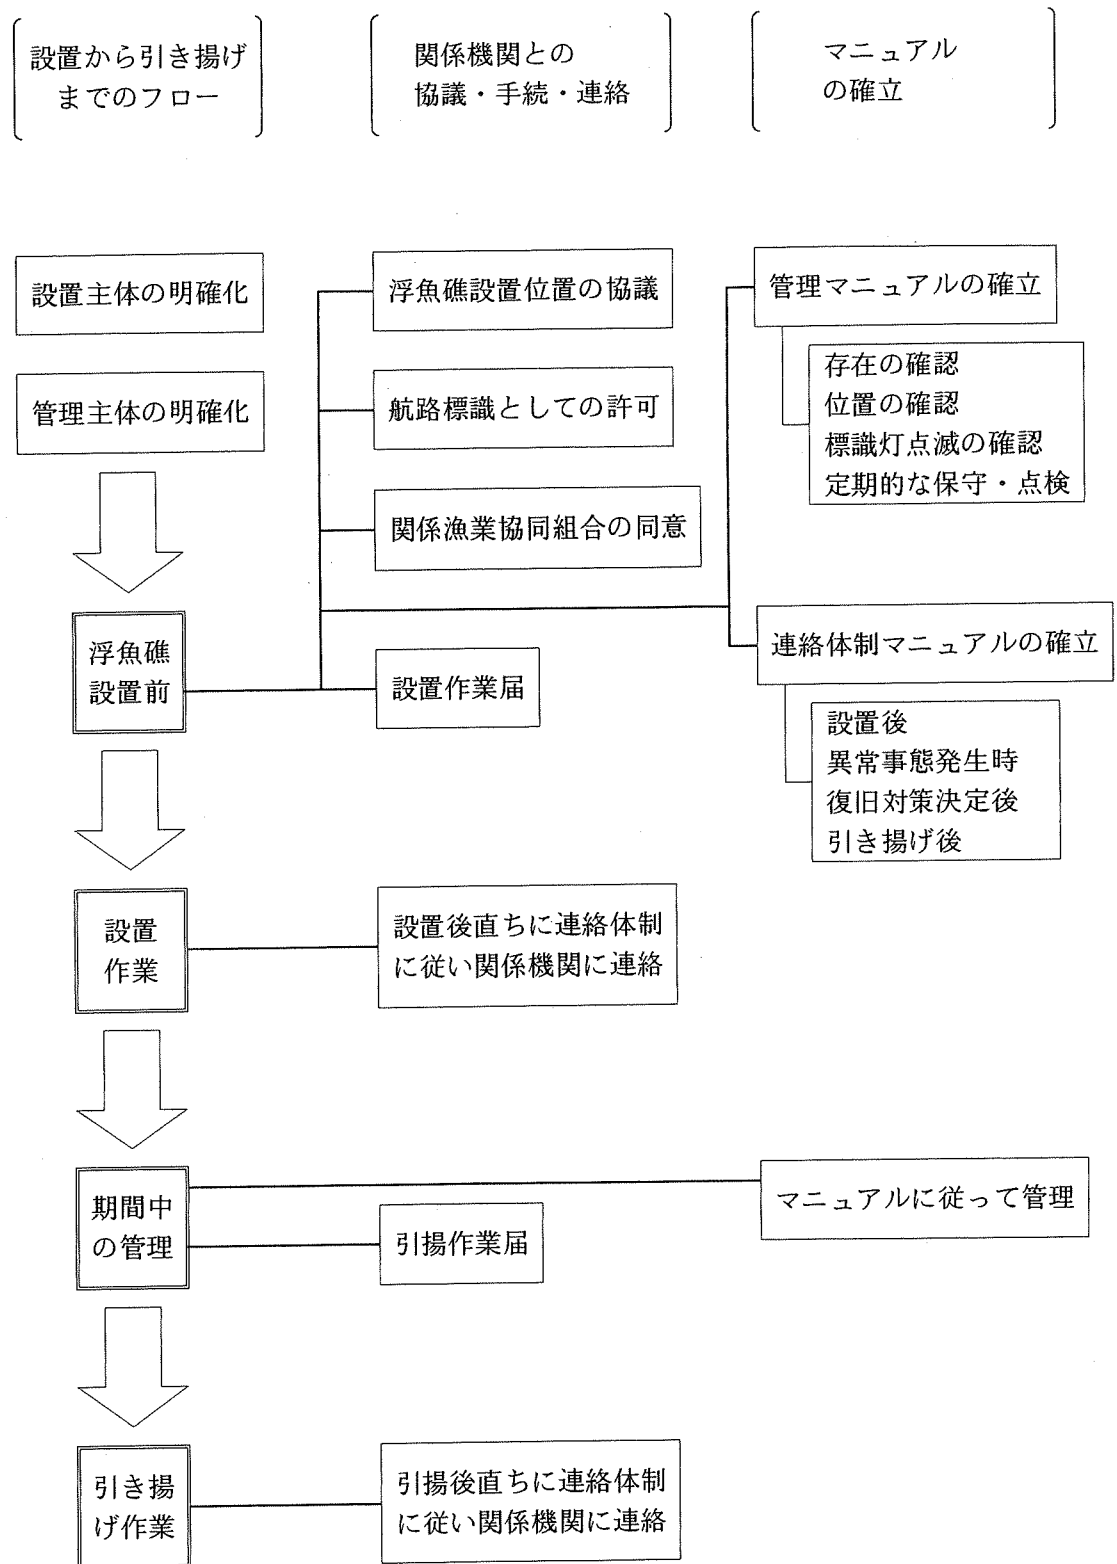 設置から引き揚げ
までのフロー
関係機関との
協議・手続・連絡
マニュアル
の確立
設置主体の明確化
管理主体の明確化
浮魚礁設置位置の協議
航路標識としての許可
関係漁業協同組合の同意
管理マニュアルの確立
存在の確認
位置の確認
標識灯点滅の確認
定期的な保守・点検
浮魚礁
設置前
設置作業届
連絡体制マニュアルの確立
設置後
異常事態発生時
復旧対策決定後
引き揚げ後
設置
作業
設置後直ちに連絡体制
に従い関係機関に連絡
期間中
の管理
引揚作業届
マニュアルに従って管理
引き揚
げ作業
引揚後直ちに連絡体制
に従い関係機関に連絡